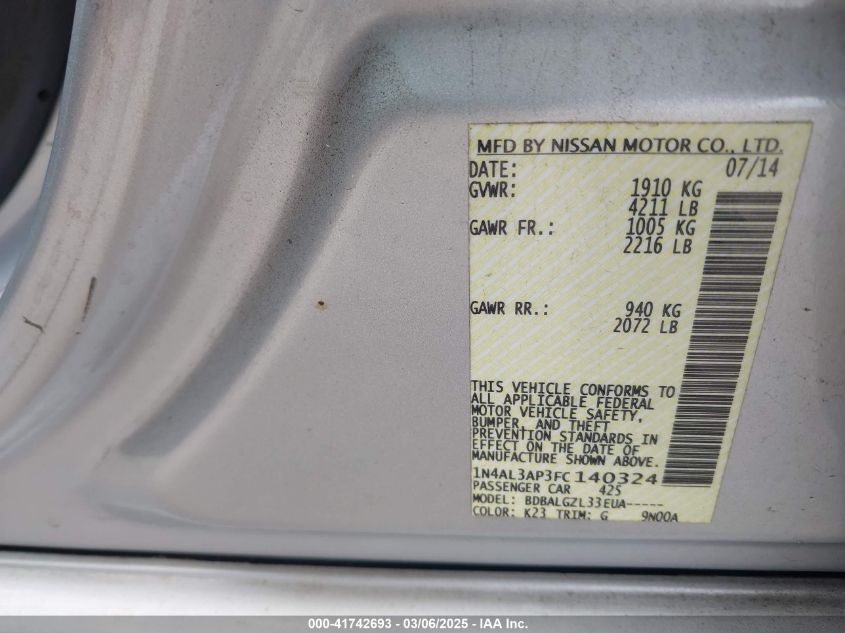 MFD BY NISSAN MOTOR CO., LTD.
DATE: 07/14
GVWR: 1910 KG
4211 LB
GAWR FR.: 1005 KG
2216 LB
GAWR RR.: 940 KG
2072 LB
THIS VEHICLE CONFORMS TO
ALL APPLICABLE FEDERAL
MOTOR VEHICLE SAFETY,
BUMPER, AND THEFT
PREVENTION STANDARDS IN
EFFECT ON THE DATE OF
MANUFACTURE SHOWN ABOVE.
1N4AL3AP3FC140324
PASSENGER CAR 425
MODEL: BDBALGZL33EUA-----
COLOR: K23 TRIM: G 9N00A
000-41742693 - 03/06/2025 - IAA Inc.